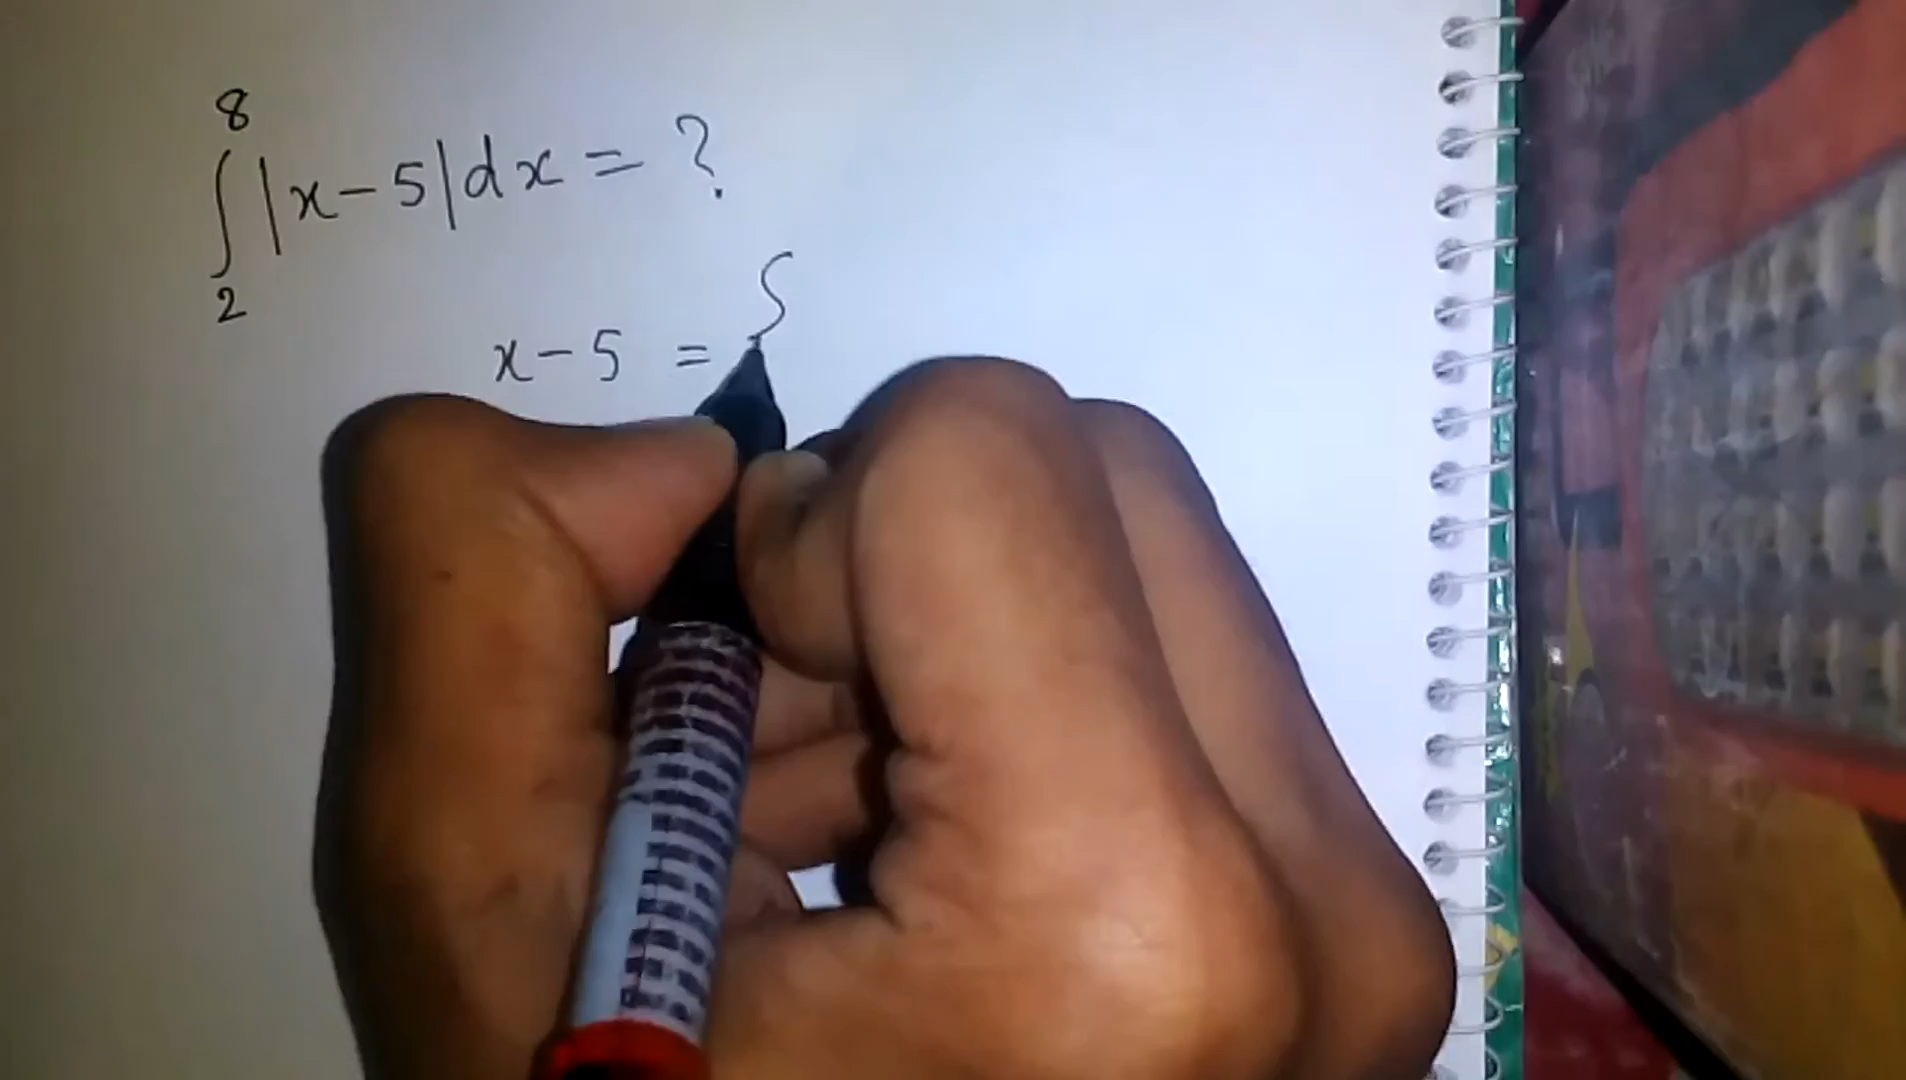 8
∫|x-5|dx = ?
2
x-5 =